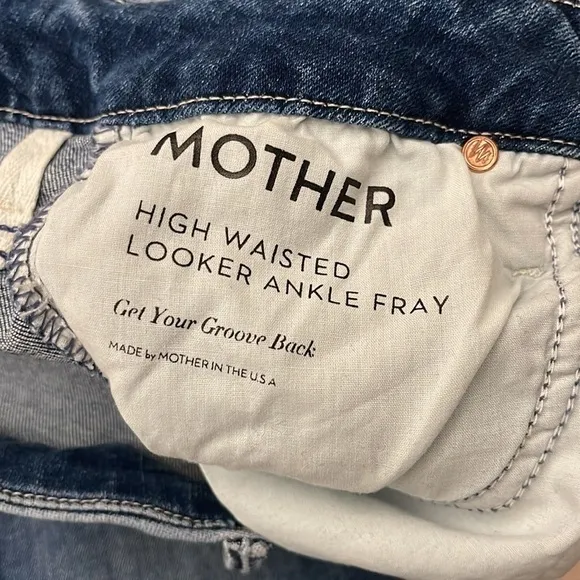 MOTHER
HIGH WAISTED
LOOKER ANKLE FRAY
Get Your Groove Back
MADE by MOTHER IN THE U.S.A